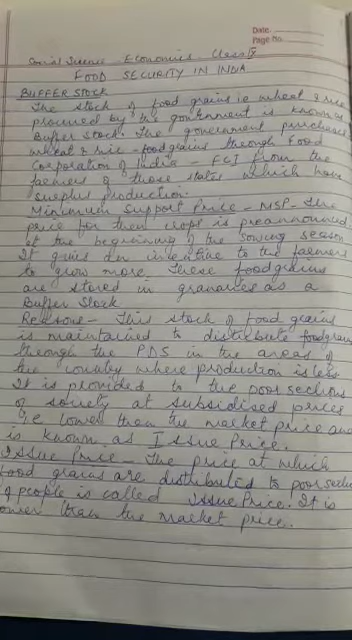 Date
Page No.
Social Science - Economics - Class IX
FOOD SECURITY IN INDIA
BUFFER STOCK
The stock of food grains i.e wheat & rice
procured by the government is known as
Buffer stock. The government purchases
wheat & rice - foodgrains through Food
Corporation of India - FCI from the
farmers of those states which have
surplus production.
Minimum Support Price - MSP - The
price for their crops is preannounced
at the beginning of the sowing season
It gives an incentive to the farmers
to grow more. These foodgrains
are stored in granaries as a
Buffer Stock
Reasons - This stock of food grains
is maintained to distribute foodgrains
through the PDS in the areas of
the country where production is less
It is provided to the poor sections
of society at subsidised prices
i.e lower than the market price and
is known as Issue Price.
Issue Price - The price at which
food grains are distributed to poor section
of people is called Issue Price. It is
lower than the market price.